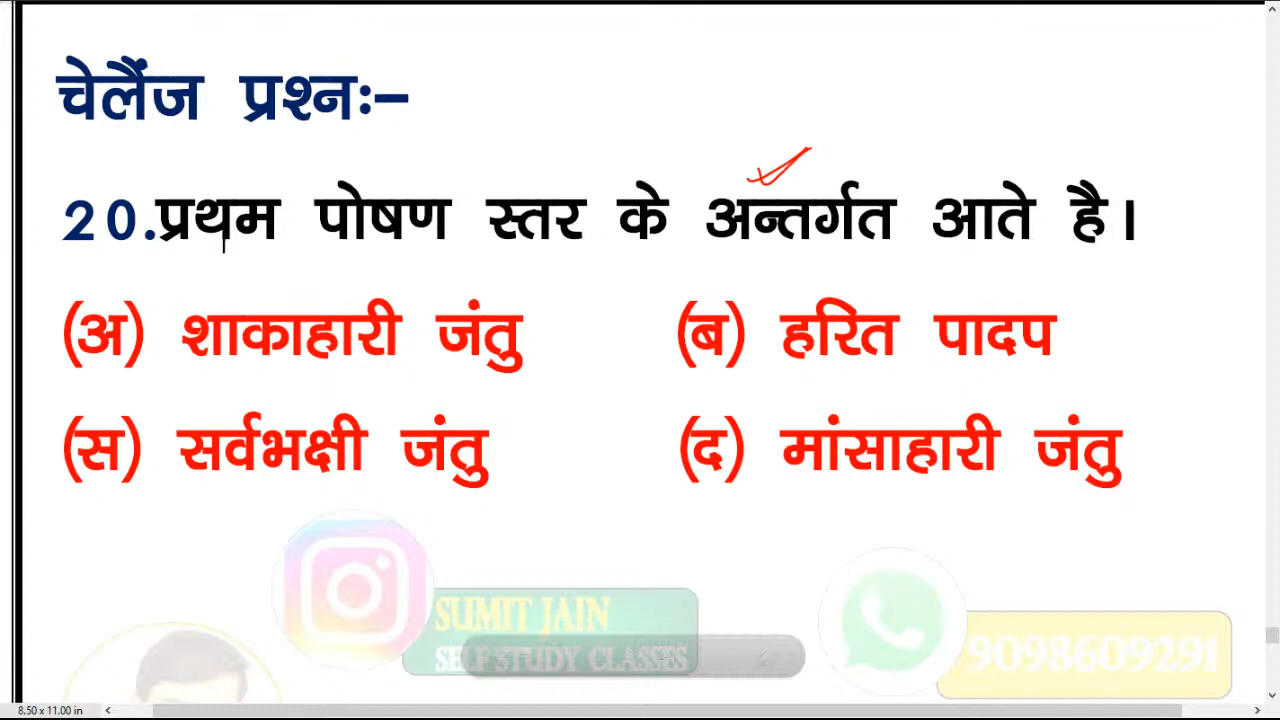 चेलैंज प्रश्नः–
20.प्रथम पोषण स्तर के अन्तर्गत आते है।
(अ) शाकाहारी जंतु (ब) हरित पादप
(स) सर्वभक्षी जंतु (द) मांसाहारी जंतु
SUMIT JAIN
SELF STUDY CLASSES
9098609291
8.50 x 11.00 in